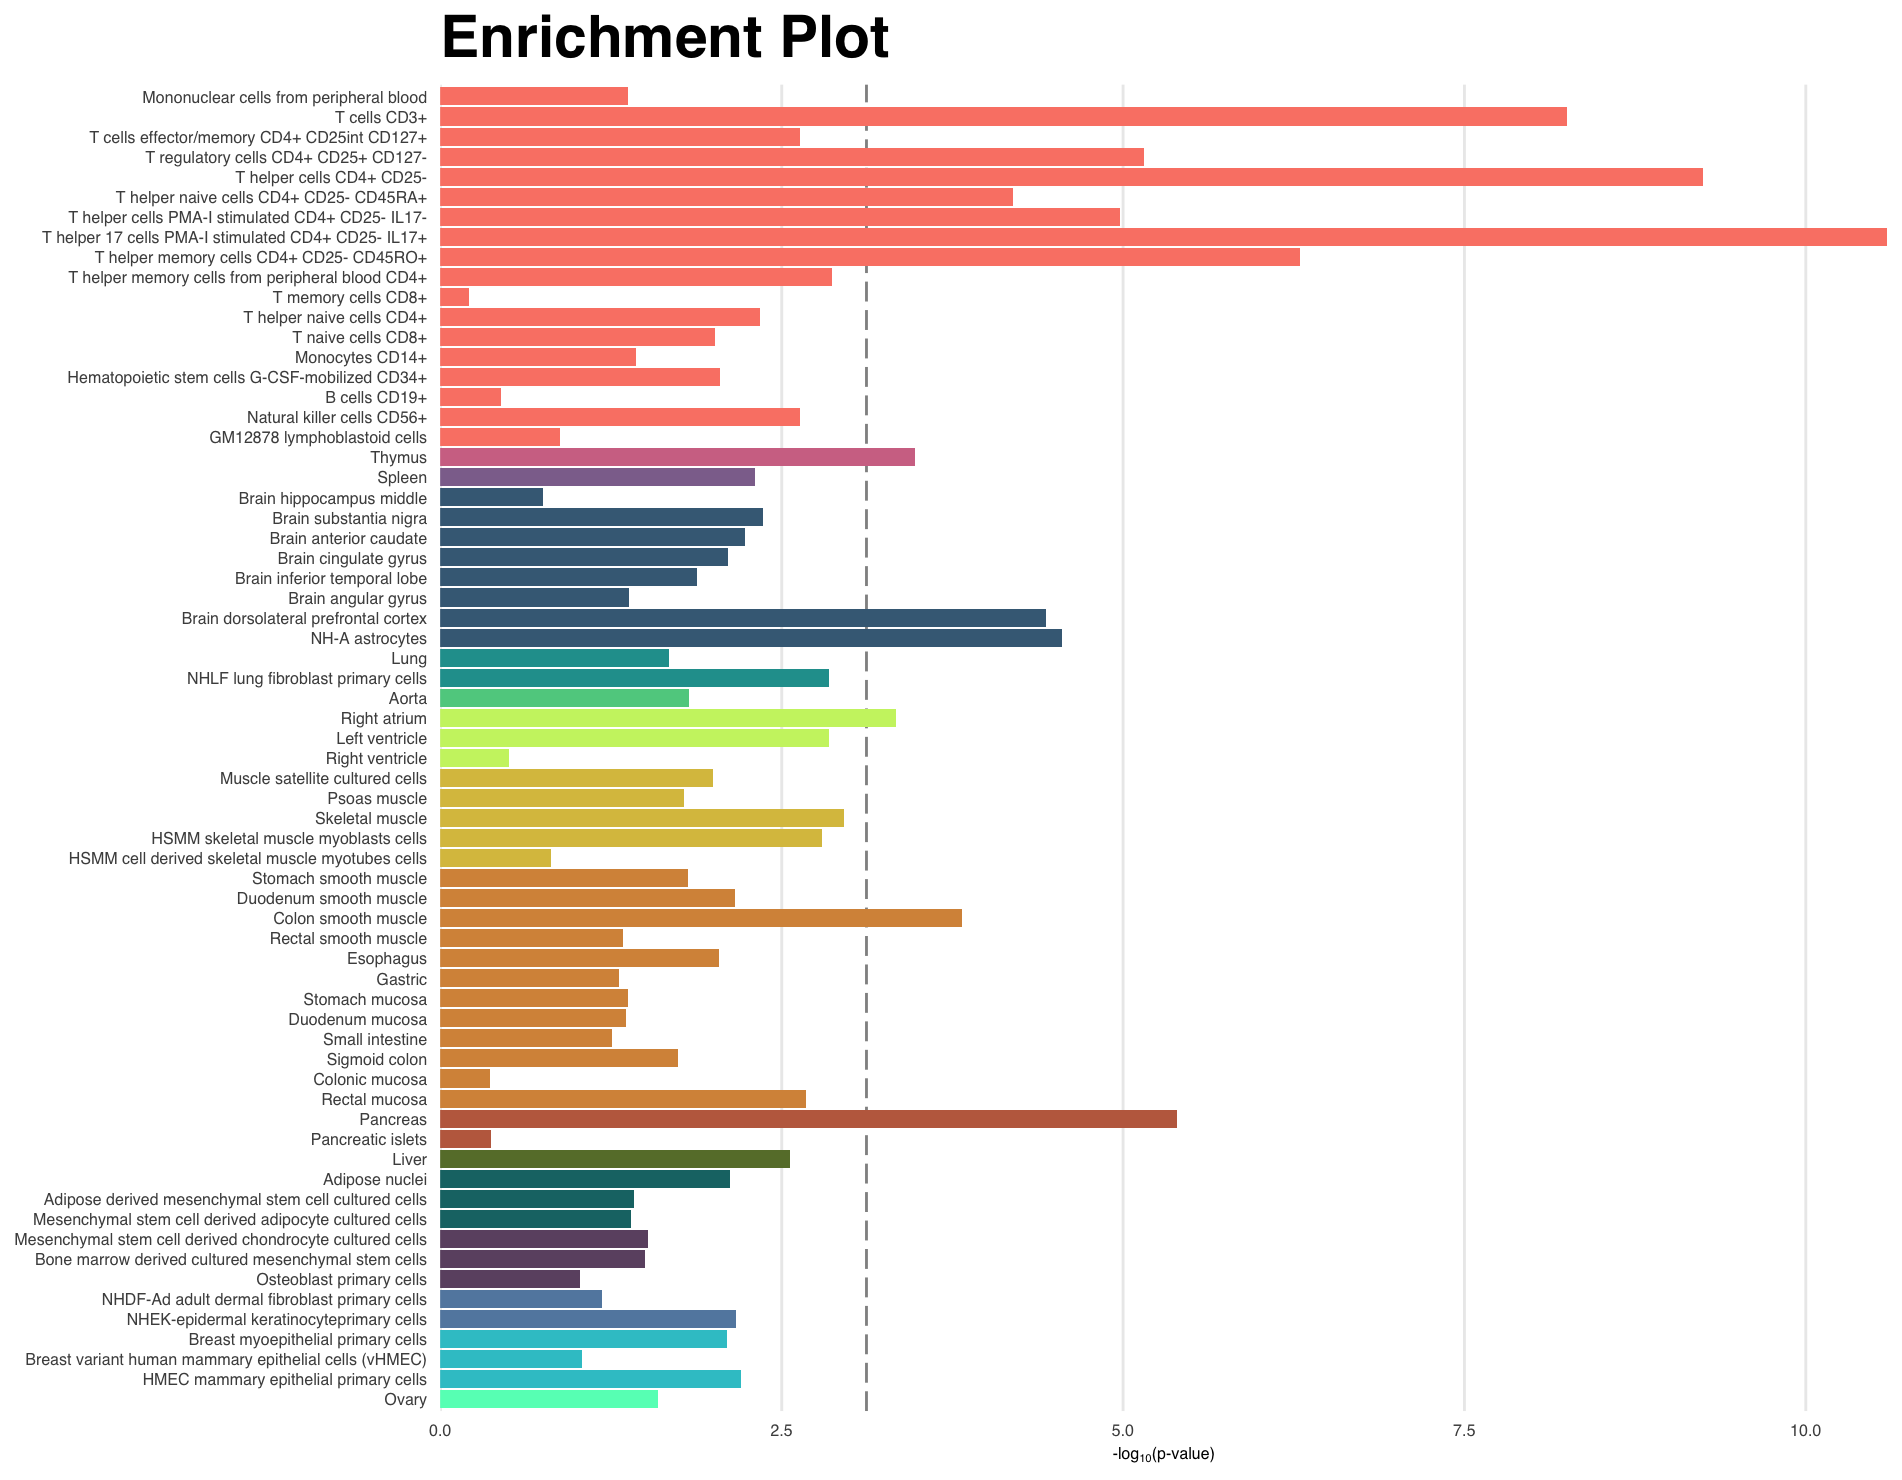 Enrichment Plot
Mononuclear cells from peripheral blood
T cells CD3+
T cells effector/memory CD4+ CD25int CD127+
T regulatory cells CD4+ CD25+ CD127-
T helper cells CD4+ CD25-
T helper naive cells CD4+ CD25- CD45RA+
T helper cells PMA-I stimulated CD4+ CD25- IL17-
T helper 17 cells PMA-I stimulated CD4+ CD25- IL17+
T helper memory cells CD4+ CD25- CD45RO+
T helper memory cells from peripheral blood CD4+
T memory cells CD8+
T helper naive cells CD4+
T naive cells CD8+
Monocytes CD14+
Hematopoietic stem cells G-CSF-mobilized CD34+
B cells CD19+
Natural killer cells CD56+
GM12878 lymphoblastoid cells
Thymus
Spleen
Brain hippocampus middle
Brain substantia nigra
Brain anterior caudate
Brain cingulate gyrus
Brain inferior temporal lobe
Brain angular gyrus
Brain dorsolateral prefrontal cortex
NH-A astrocytes
Lung
NHLF lung fibroblast primary cells
Aorta
Right atrium
Left ventricle
Right ventricle
Muscle satellite cultured cells
Psoas muscle
Skeletal muscle
HSMM skeletal muscle myoblasts cells
HSMM cell derived skeletal muscle myotubes cells
Stomach smooth muscle
Duodenum smooth muscle
Colon smooth muscle
Rectal smooth muscle
Esophagus
Gastric
Stomach mucosa
Duodenum mucosa
Small intestine
Sigmoid colon
Colonic mucosa
Rectal mucosa
Pancreas
Pancreatic islets
Liver
Adipose nuclei
Adipose derived mesenchymal stem cell cultured cells
Mesenchymal stem cell derived adipocyte cultured cells
Mesenchymal stem cell derived chondrocyte cultured cells
Bone marrow derived cultured mesenchymal stem cells
Osteoblast primary cells
NHDF-Ad adult dermal fibroblast primary cells
NHEK-epidermal keratinocyteprimary cells
Breast myoepithelial primary cells
Breast variant human mammary epithelial cells (vHMEC)
HMEC mammary epithelial primary cells
Ovary
0.0 2.5 5.0 7.5 10.0
-log₁₀(p-value)